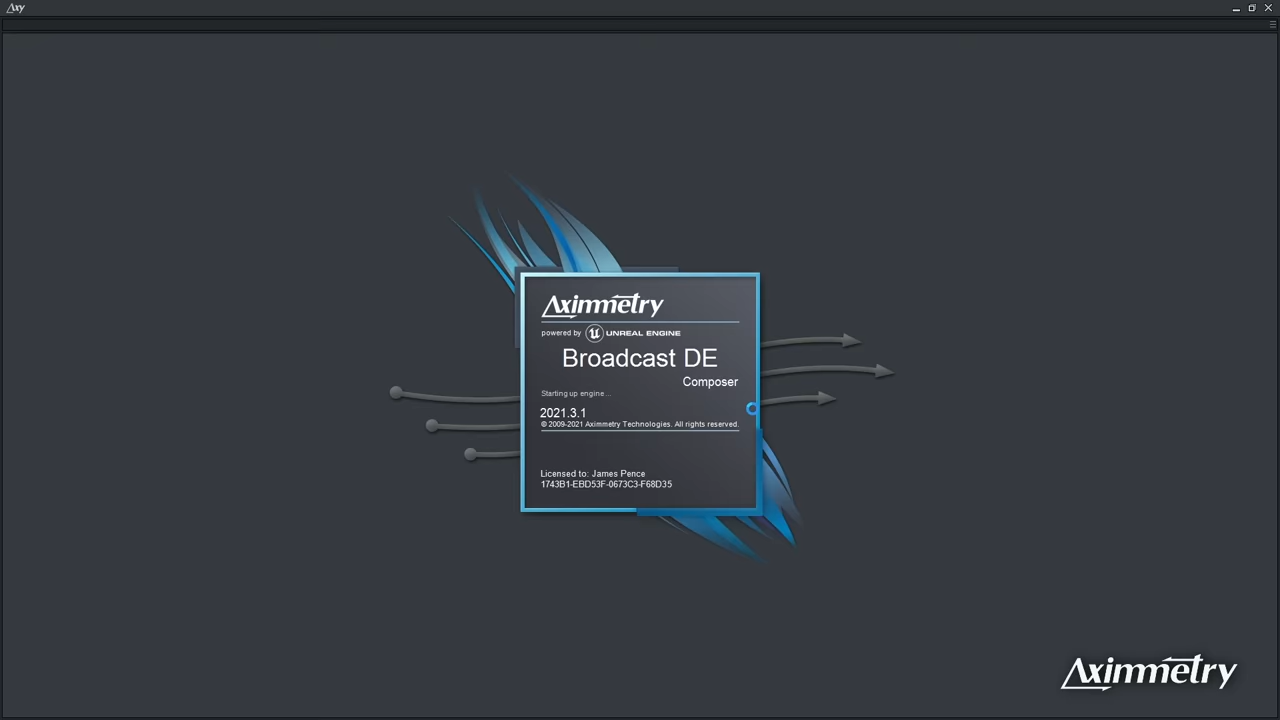 Axy
Aximmetry
powered by UNREAL ENGINE
Broadcast DE
Composer
Starting up engine...
2021.3.1
© 2009-2021 Aximmetry Technologies. All rights reserved.
Licensed to: James Pence
1743B1-EBD53F-0673C3-F68D35
Aximmetry